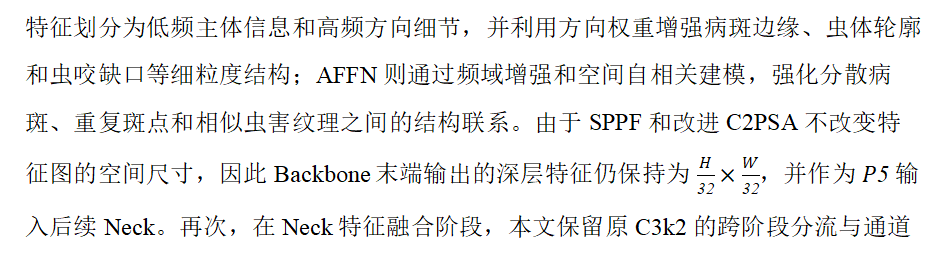 特征划分为低频主体信息和高频方向细节，并利用方向权重增强病斑边缘、虫体轮廓
和虫咬缺口等细粒度结构；AFFN 则通过频域增强和空间自相关建模，强化分散病
斑、重复斑点和相似虫害纹理之间的结构联系。由于 SPPF 和改进 C2PSA 不改变特
征图的空间尺寸，因此 Backbone 末端输出的深层特征仍保持为 H/32 × W/32，并作为 P5 输
入后续 Neck。再次，在 Neck 特征融合阶段，本文保留原 C3k2 的跨阶段分流与通道